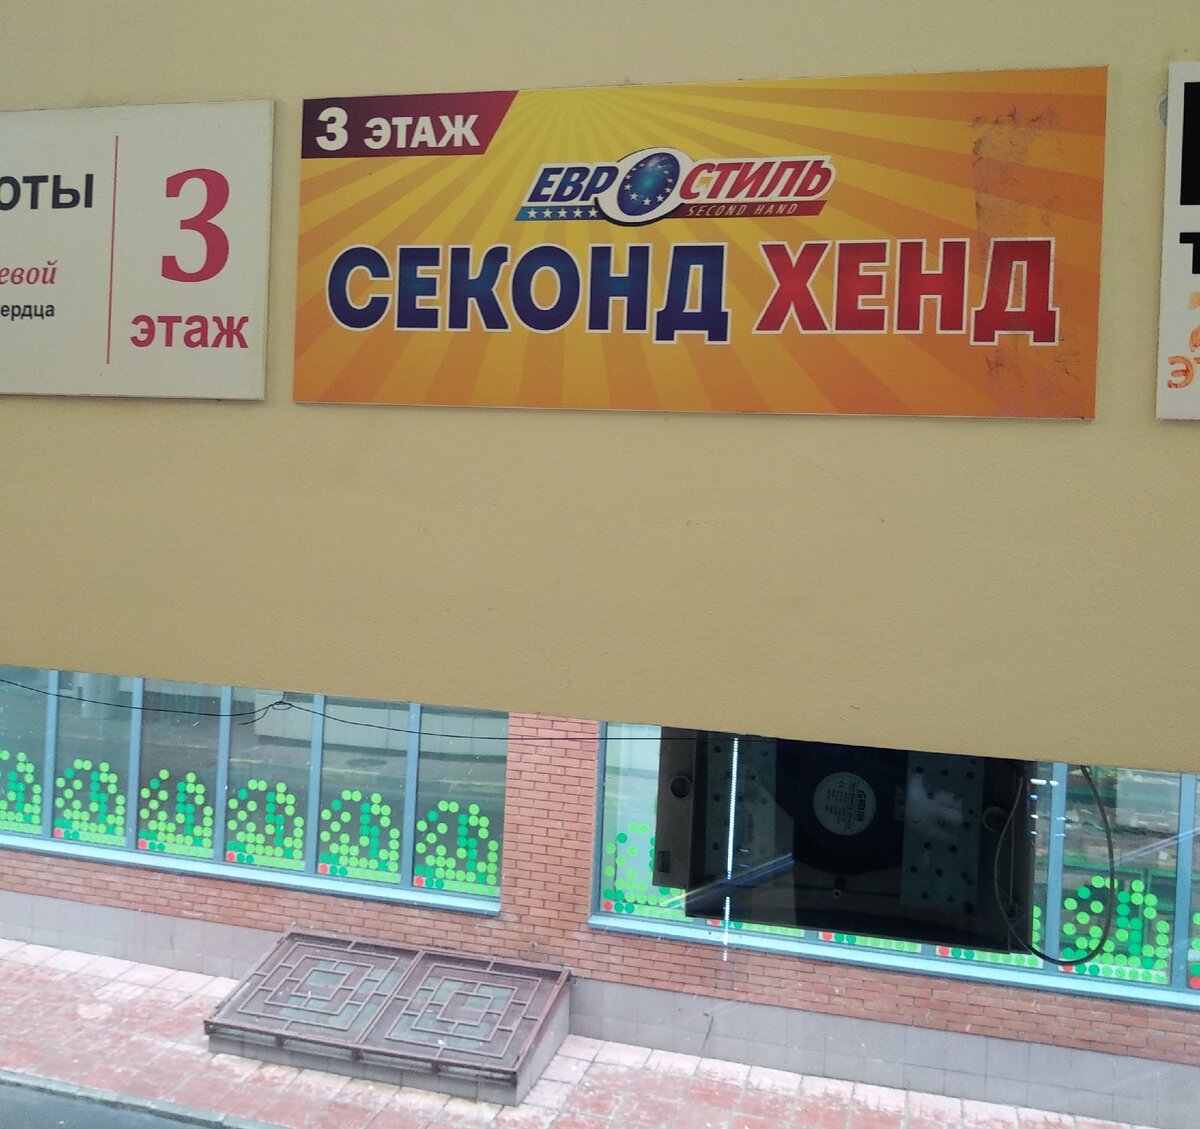 ОТЫ
евой
ердца
3
этаж
3 ЭТАЖ
ЕВРОСТИЛЬ
SECOND HAND
СЕКОНД ХЕНД